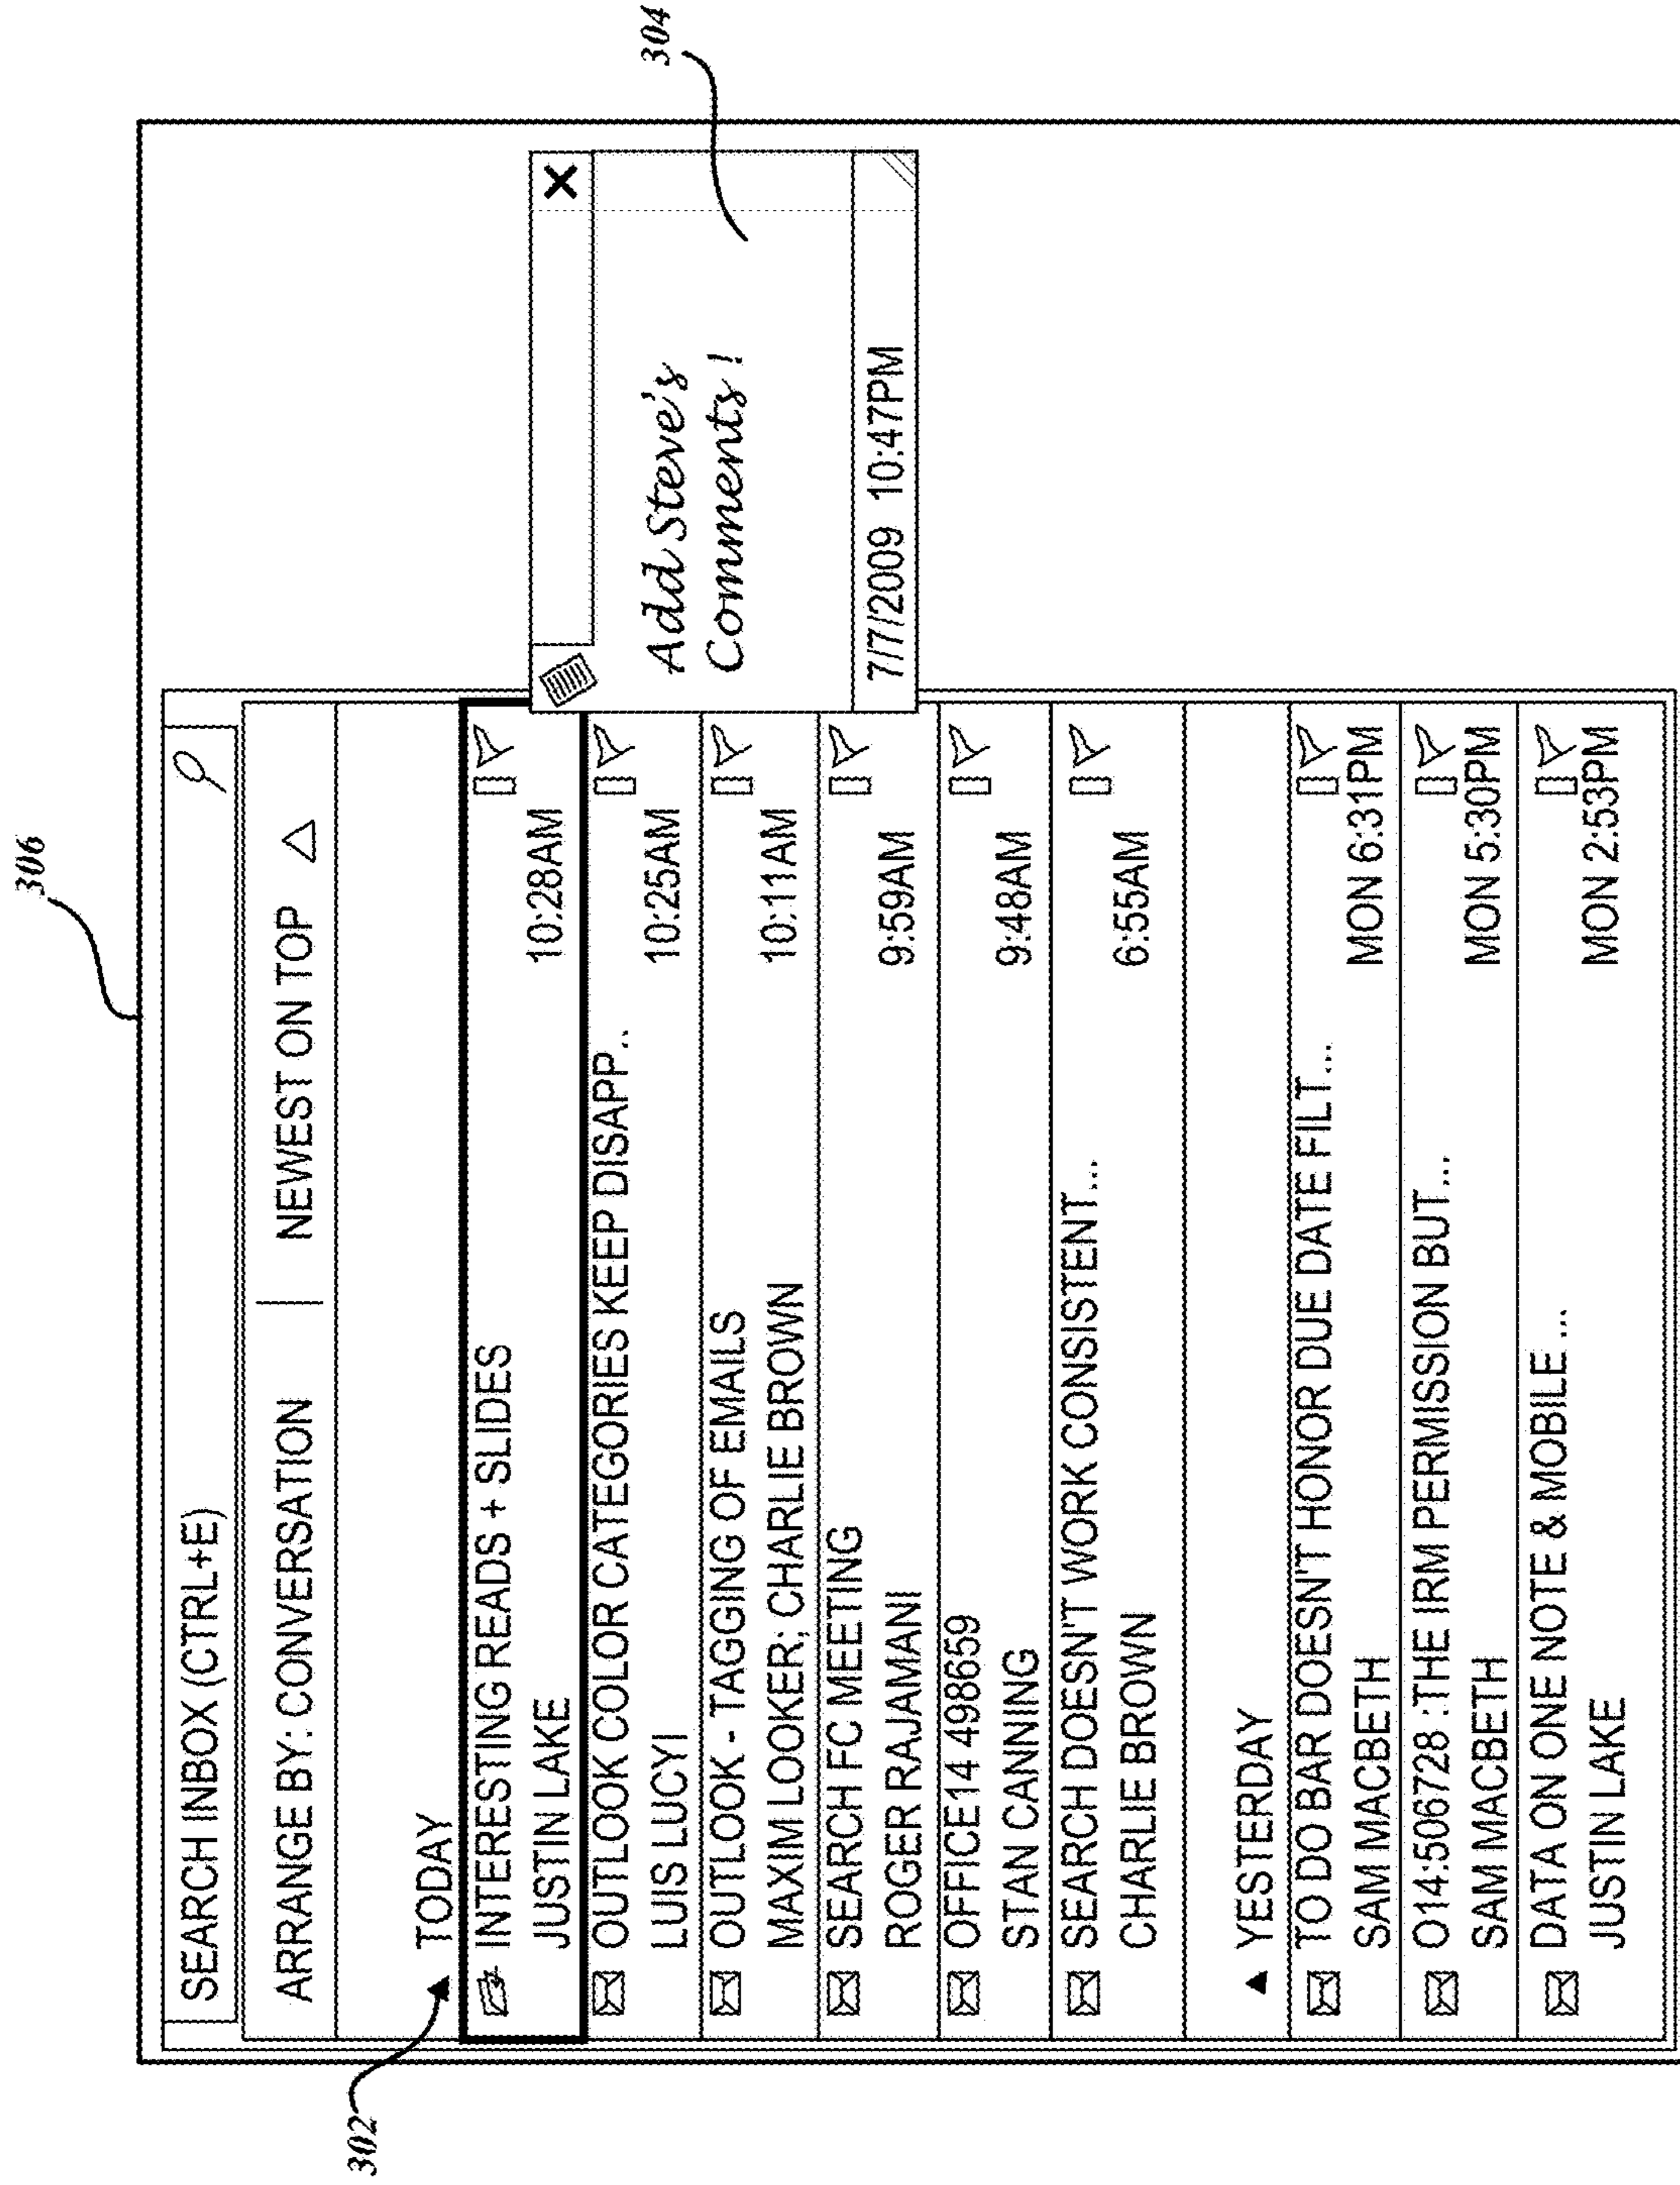 306
SEARCH INBOX (CTRL+E)
ARRANGE BY: CONVERSATION | NEWEST ON TOP
302
TODAY
INTERESTING READS + SLIDES
JUSTIN LAKE 10:28AM
OUTLOOK COLOR CATEGORIES KEEP DISAPP..
LUIS LUCYI 10:25AM
OUTLOOK - TAGGING OF EMAILS
MAXIM LOOKER; CHARLIE BROWN 10:11AM
SEARCH FC MEETING
ROGER RAJAMANI 9:59AM
OFFICE14 498659
STAN CANNING 9:48AM
SEARCH DOESN'T WORK CONSISTENT...
CHARLIE BROWN 6:55AM
YESTERDAY
TO DO BAR DOESN'T HONOR DUE DATE FILT...
SAM MACBETH MON 6:31PM
O14:506728 :THE IRM PERMISSION BUT...
SAM MACBETH MON 5:30PM
DATA ON ONE NOTE & MOBILE ...
JUSTIN LAKE MON 2:53PM
Add Steve's
Comments !
7/7/2009 10:47PM
304